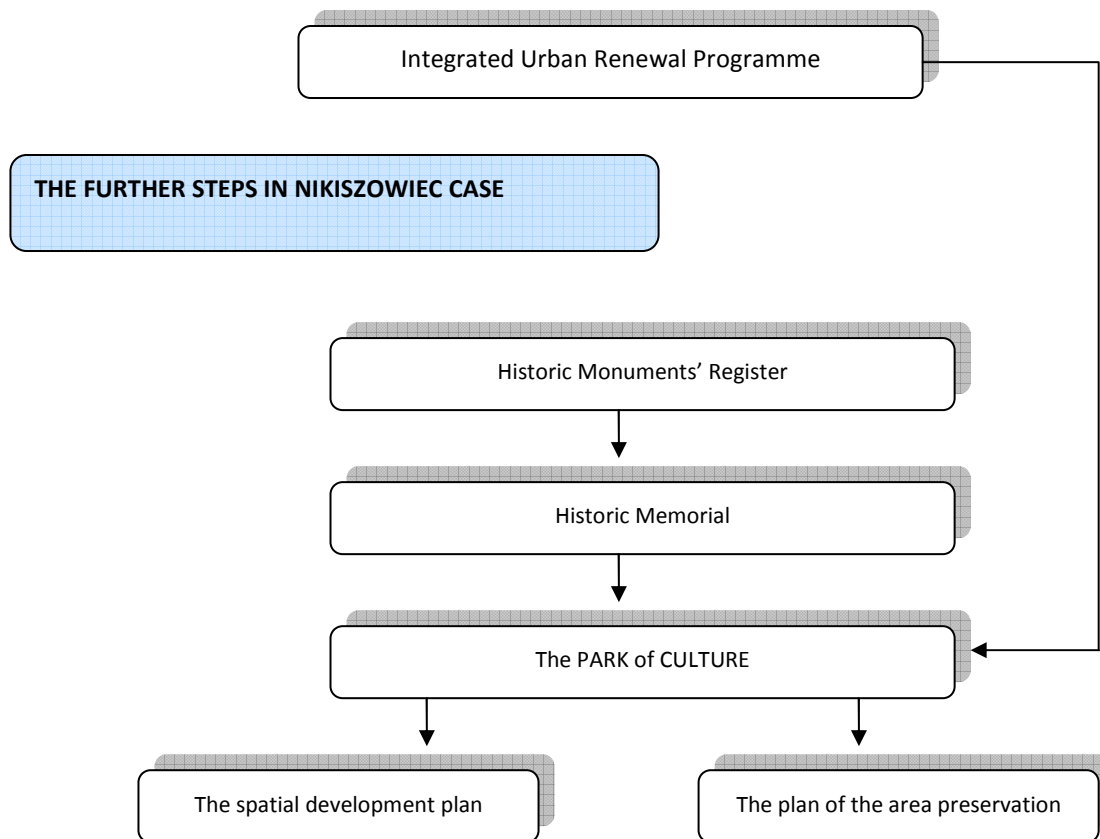 Integrated Urban Renewal Programme
THE FURTHER STEPS IN NIKISZOWIEC CASE
Historic Monuments’ Register
Historic Memorial
The PARK of CULTURE
The spatial development plan
The plan of the area preservation